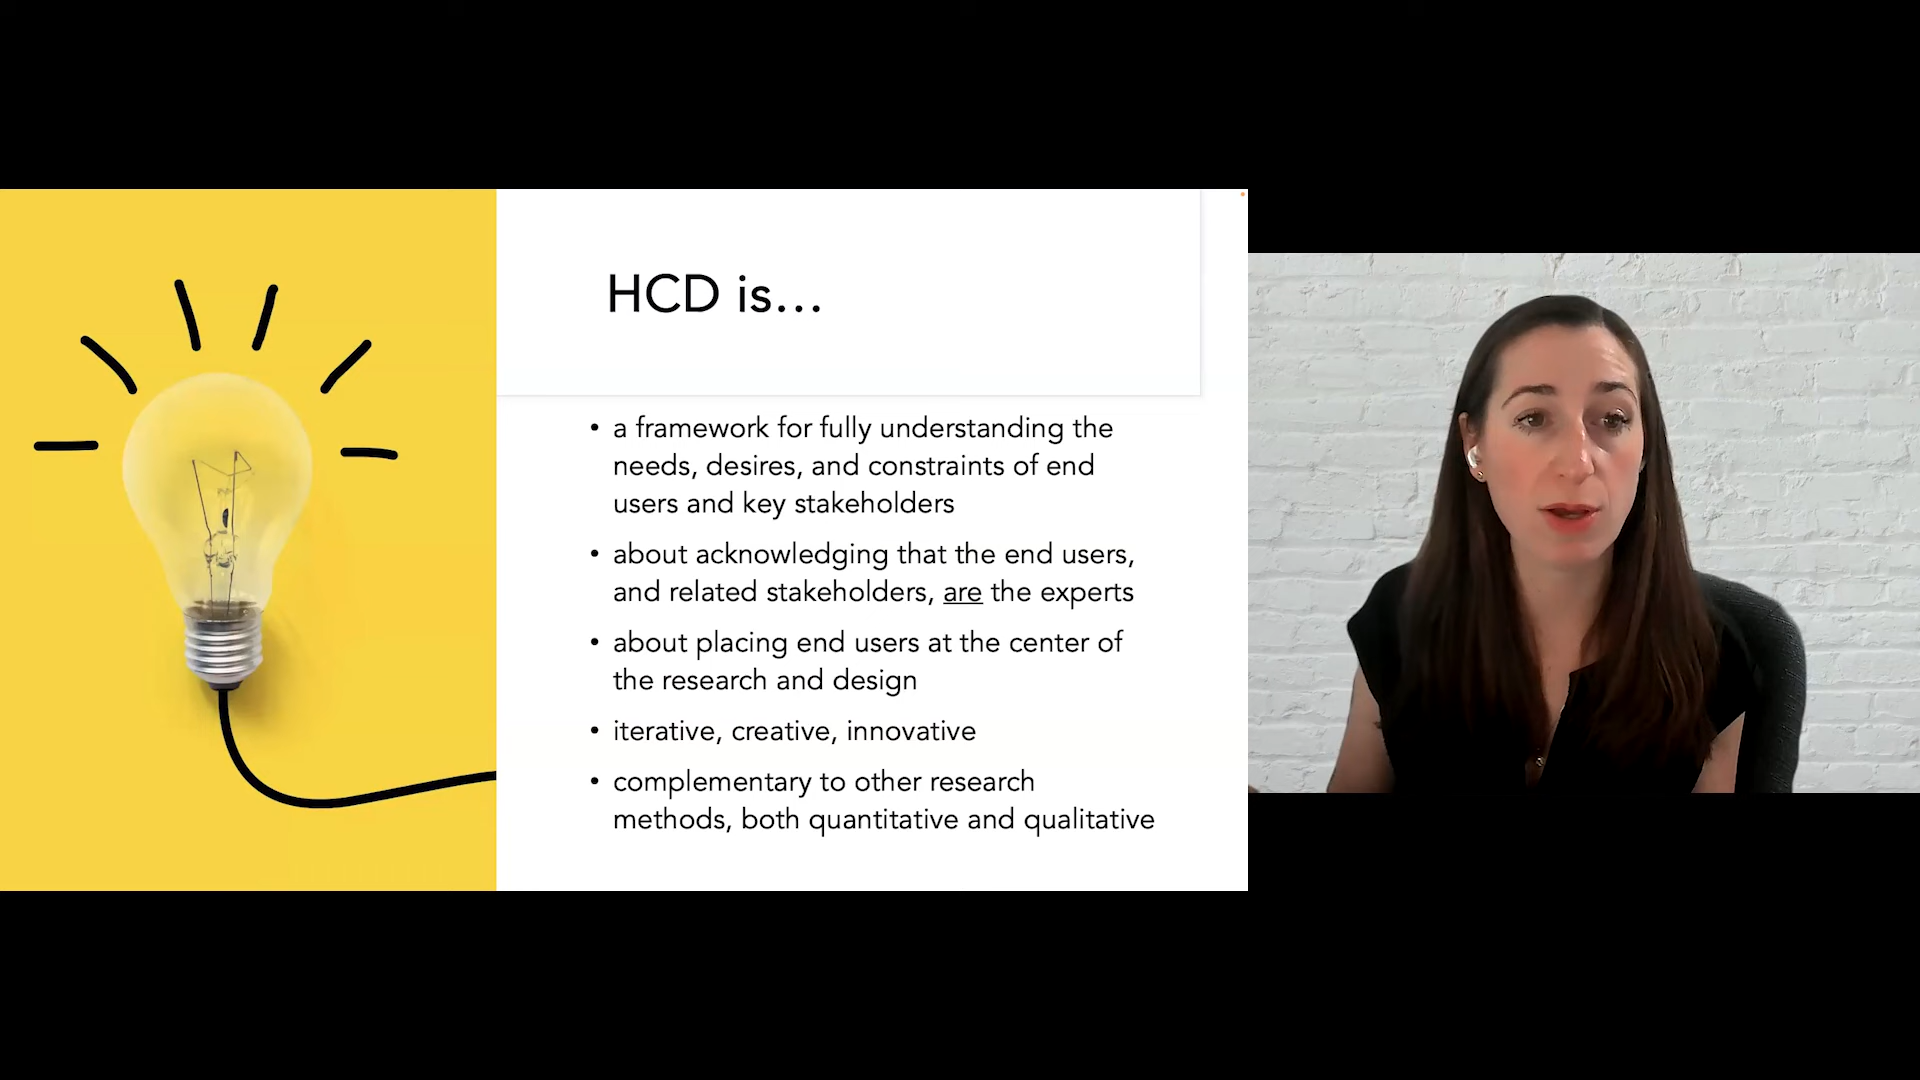 HCD is...
• a framework for fully understanding the
needs, desires, and constraints of end
users and key stakeholders
• about acknowledging that the end users,
and related stakeholders, are the experts
• about placing end users at the center of
the research and design
• iterative, creative, innovative
• complementary to other research
methods, both quantitative and qualitative